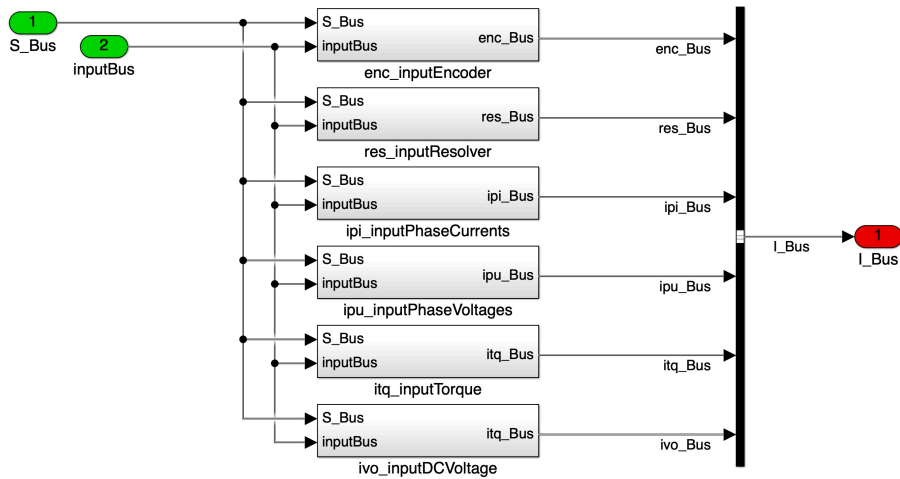 1
S_Bus
2
inputBus
S_Bus
inputBus
enc_Bus
enc_inputEncoder
enc_Bus
S_Bus
inputBus
res_Bus
res_inputResolver
res_Bus
S_Bus
inputBus
ipi_Bus
ipi_inputPhaseCurrents
ipi_Bus
S_Bus
inputBus
ipu_Bus
ipu_inputPhaseVoltages
ipu_Bus
S_Bus
inputBus
itq_Bus
itq_inputTorque
itq_Bus
S_Bus
inputBus
itq_Bus
ivo_inputDCVoltage
ivo_Bus
I_Bus
1
I_Bus